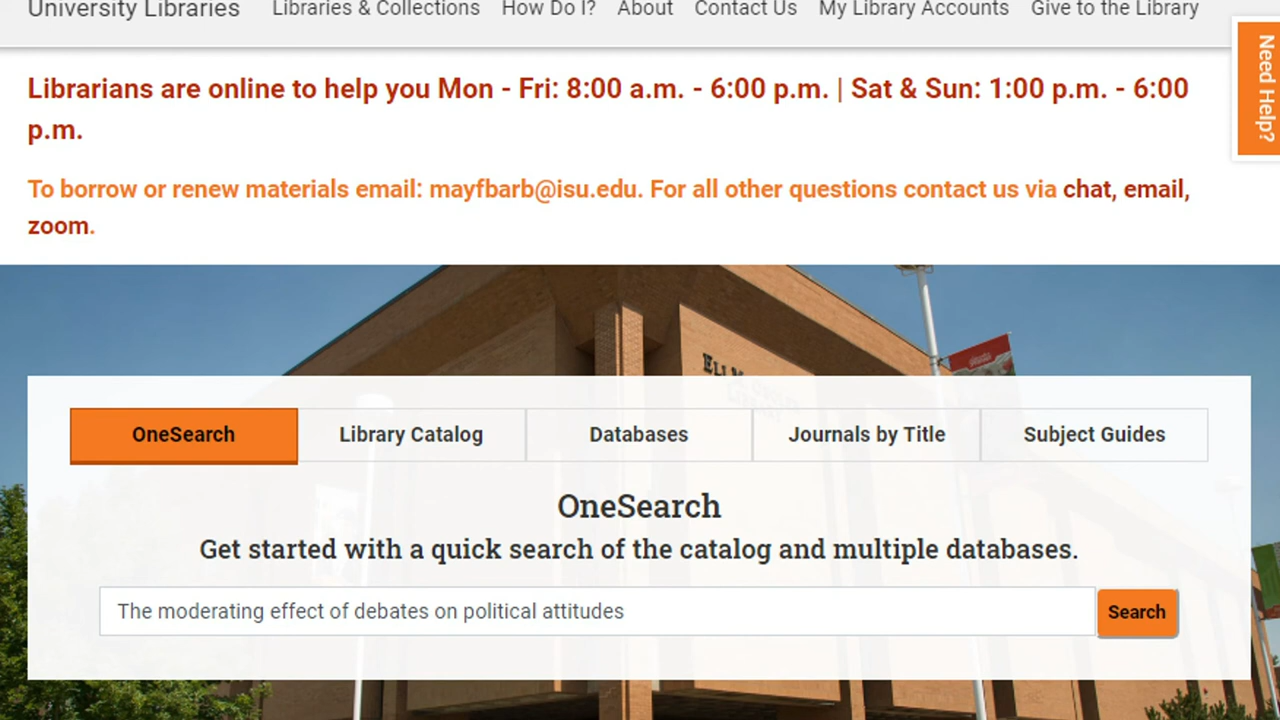 University Libraries Libraries & Collections How Do I? About Contact Us My Library Accounts Give to the Library
Need Help?
Librarians are online to help you Mon - Fri: 8:00 a.m. - 6:00 p.m. | Sat & Sun: 1:00 p.m. - 6:00
p.m.
To borrow or renew materials email: mayfbarb@isu.edu. For all other questions contact us via chat, email,
zoom.
OneSearch Library Catalog Databases Journals by Title Subject Guides
OneSearch
Get started with a quick search of the catalog and multiple databases.
The moderating effect of debates on political attitudes Search